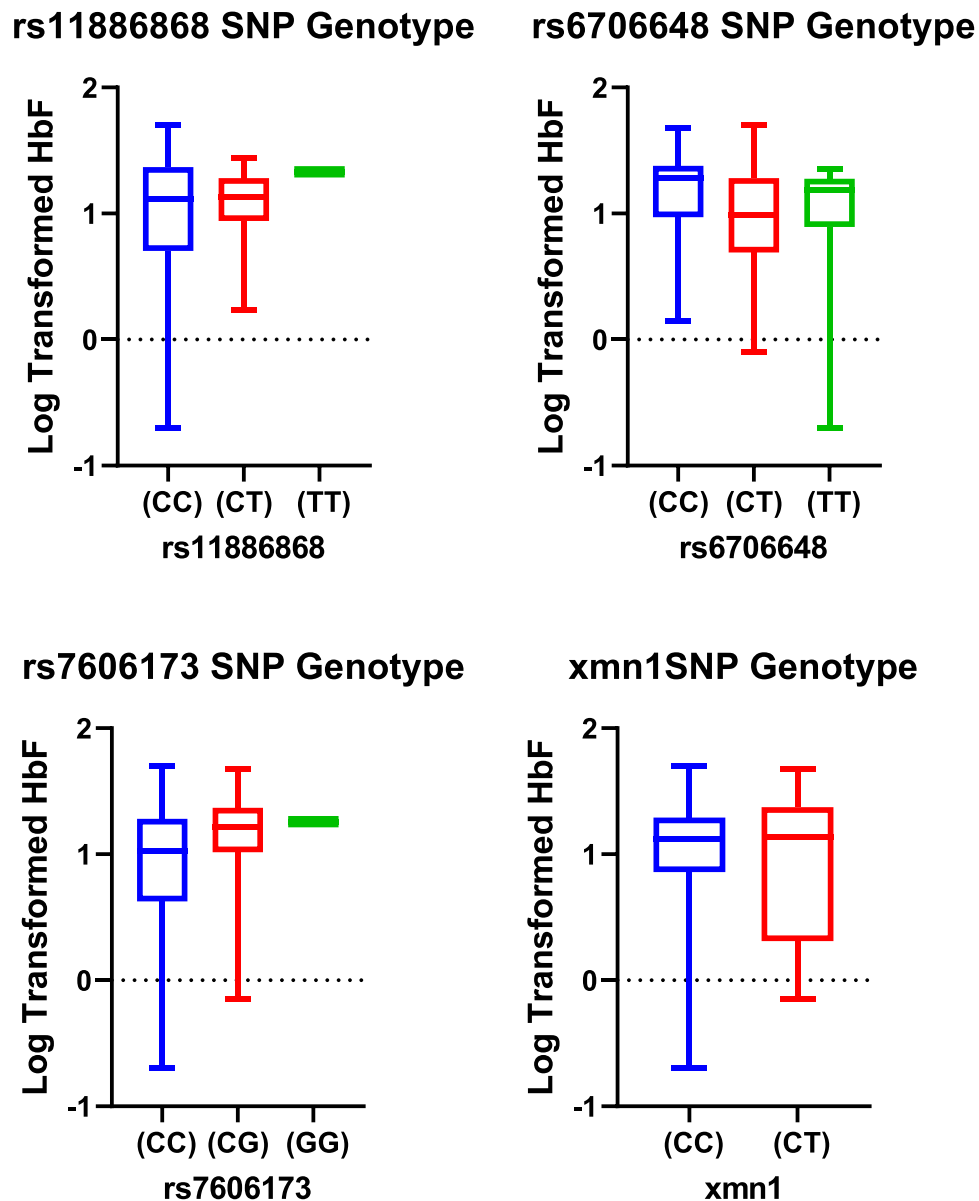 rs11886868 SNP Genotype
Log Transformed HbF
2
1
0
-1
(CC) (CT) (TT)
rs11886868
rs6706648 SNP Genotype
Log Transformed HbF
2
1
0
-1
(CC) (CT) (TT)
rs6706648
rs7606173 SNP Genotype
Log Transformed HbF
2
1
0
-1
(CC) (CG) (GG)
rs7606173
xmn1SNP Genotype
Log Transformed HbF
2
1
0
-1
(CC) (CT)
xmn1